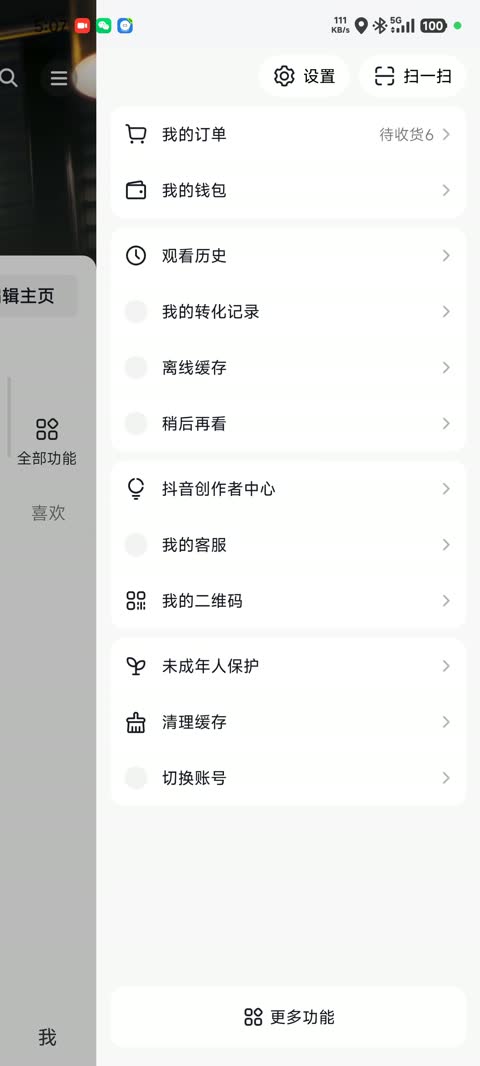 5:07
111
KB/s
5G
100
设置
扫一扫
我的订单
待收货6
我的钱包
观看历史
辑主页
我的转化记录
离线缓存
稍后再看
全部功能
抖音创作者中心
喜欢
我的客服
我的二维码
未成年人保护
清理缓存
切换账号
更多功能
我